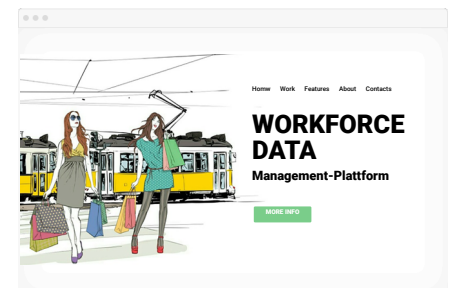 Homw Work Features About Contacts
WORKFORCE
DATA
Management-Plattform
MORE INFO